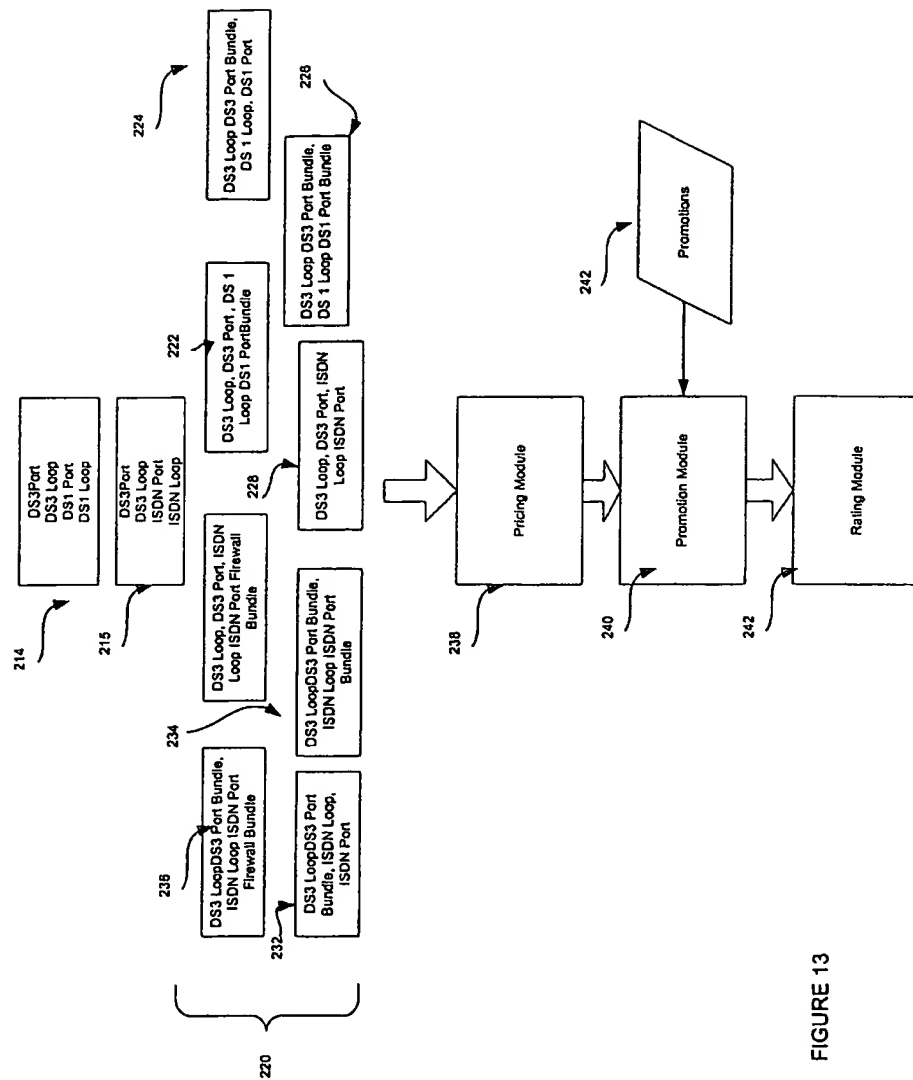 214
DS3Port
DS3 Loop
DS1 Port
DS1 Loop
215
DS3Port
DS3 Loop
ISDN Port
ISDN Loop
220
236
DS3 LoopDS3 Port Bundle,
ISDN Loop ISDN Port
Firewall Bundle
DS3 Loop, DS3 Port, ISDN
Loop ISDN Port Firewall
Bundle
222
DS3 Loop, DS3 Port , DS 1
Loop DS1 PortBundle
224
DS3 Loop DS3 Port Bundle,
DS 1 Loop, DS1 Port
232
DS3 LoopDS3 Port
Bundle, ISDN Loop,
ISDN Port
234
DS3 LoopDS3 Port Bundle,
ISDN Loop ISDN Port
Bundle
228
DS3 Loop, DS3 Port, ISDN
Loop ISDN Port
226
DS3 Loop DS3 Port Bundle,
DS 1 Loop DS1 Port Bundle
238
Pricing Module
240
Promotion Module
242
Promotions
242
Rating Module
FIGURE 13